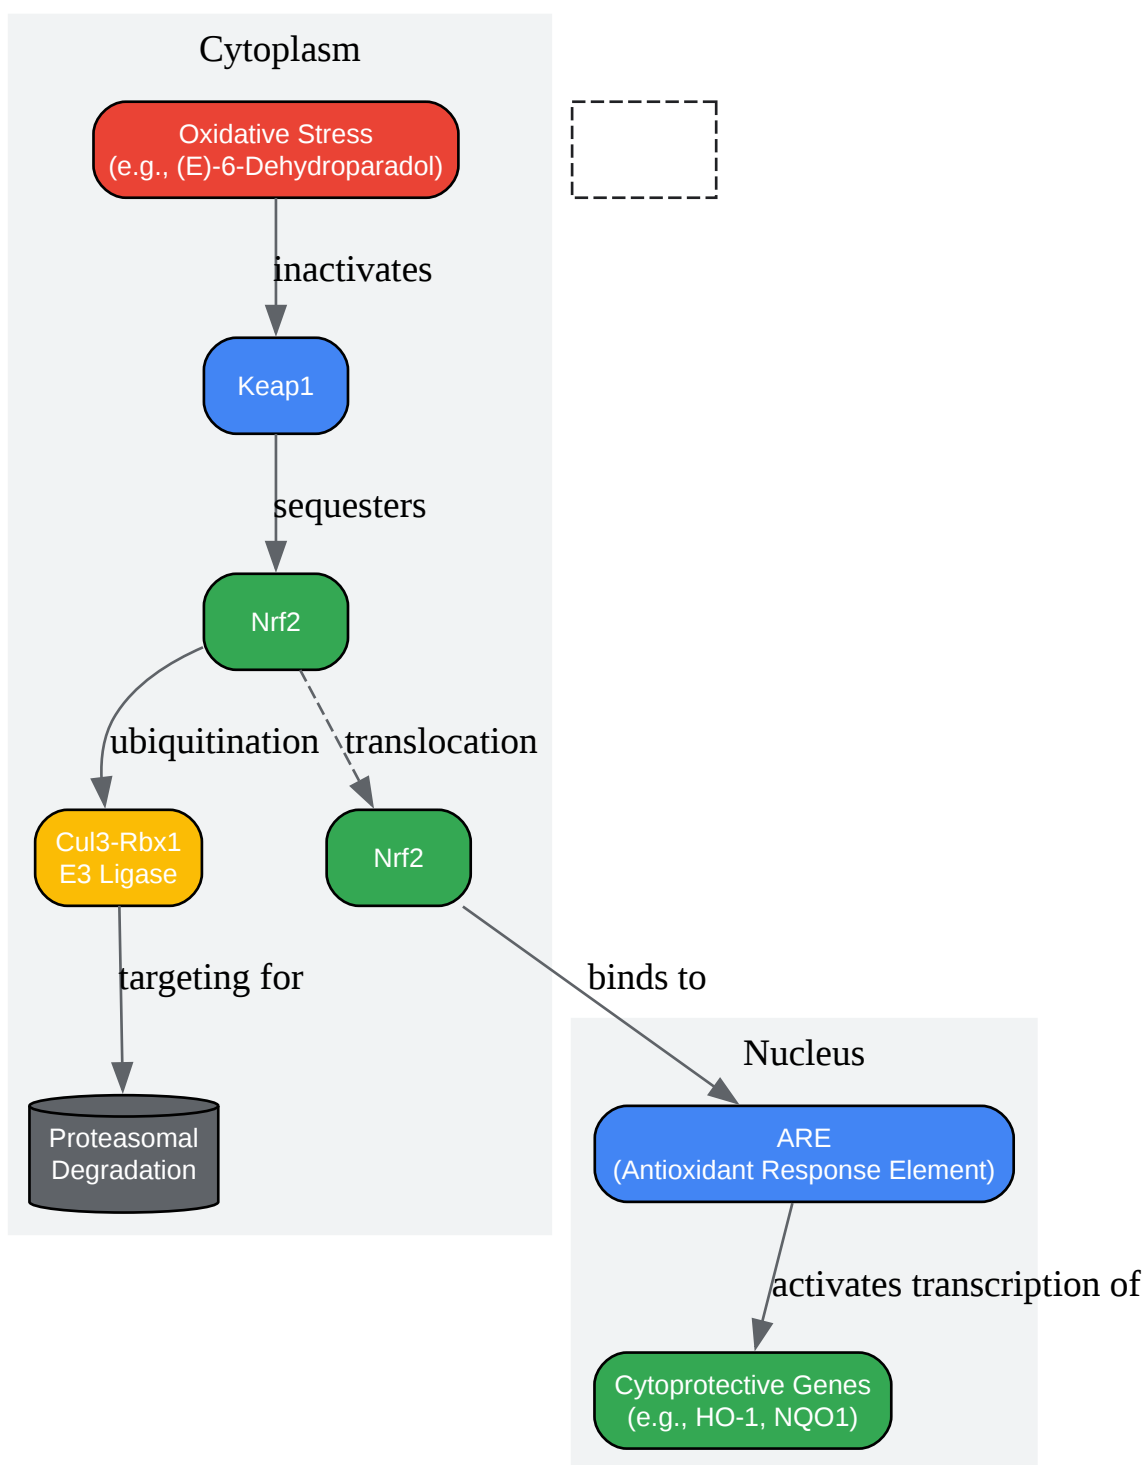 Cytoplasm
Oxidative Stress
(e.g., (E)-6-Dehydroparadol)
inactivates
Keap1
sequesters
Nrf2
ubiquitination
translocation
Cul3-Rbx1
E3 Ligase
Nrf2
targeting for
binds to
Proteasomal
Degradation
Nucleus
ARE
(Antioxidant Response Element)
activates transcription of
Cytoprotective Genes
(e.g., HO-1, NQO1)